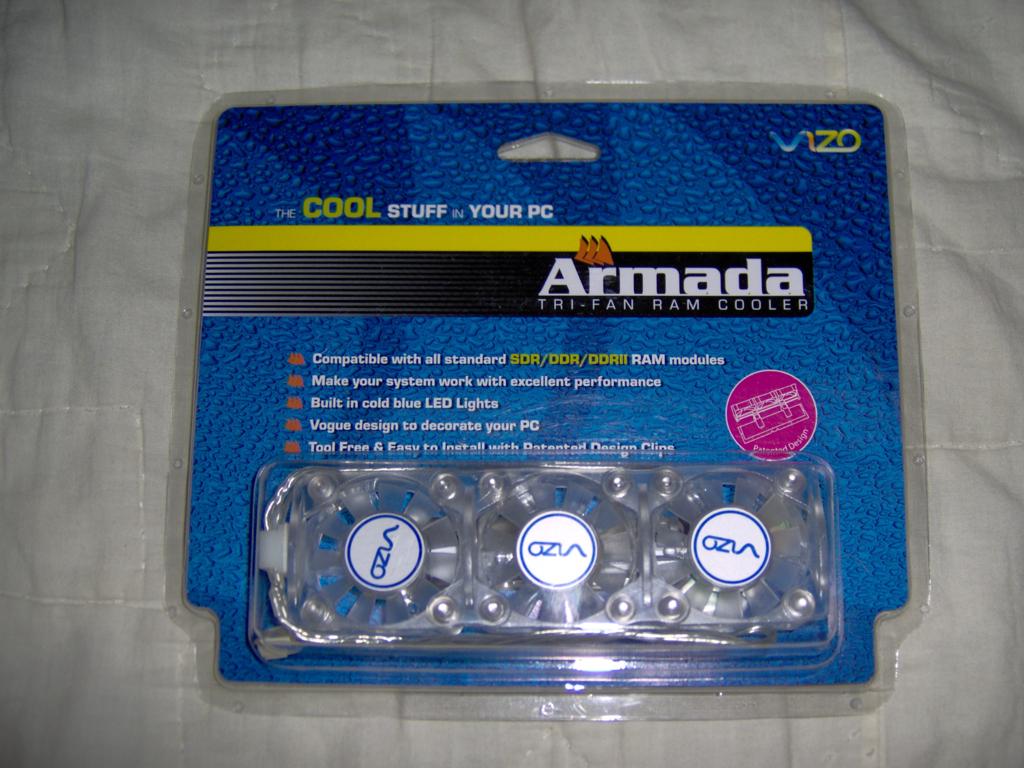 VIZO
THE COOL STUFF IN YOUR PC
Armada
TRI-FAN RAM COOLER
Compatible with all standard SDR/DDR/DDRII RAM modules
Make your system work with excellent performance
Built in cold blue LED Lights
Vogue design to decorate your PC
Tool Free & Easy to Install with Patented Design Clips
Patented Design
VIZO
VIZO
VIZO